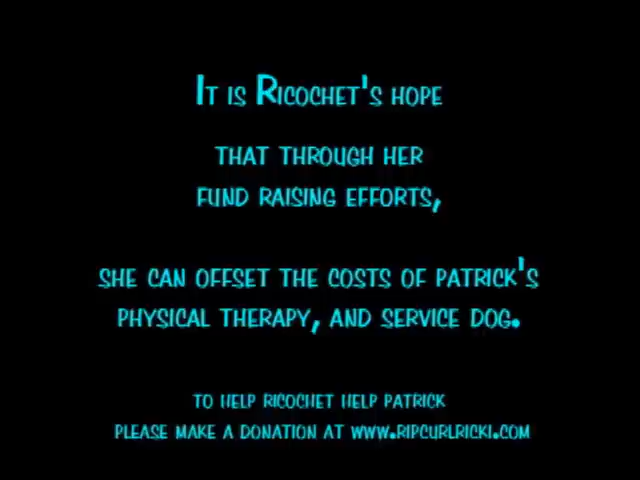 It is Ricochet's hope
that through her
fund raising efforts,
she can offset the costs of Patrick's
physical therapy, and service dog.
to help Ricochet help Patrick
please make a donation at www.ripcurlricki.com